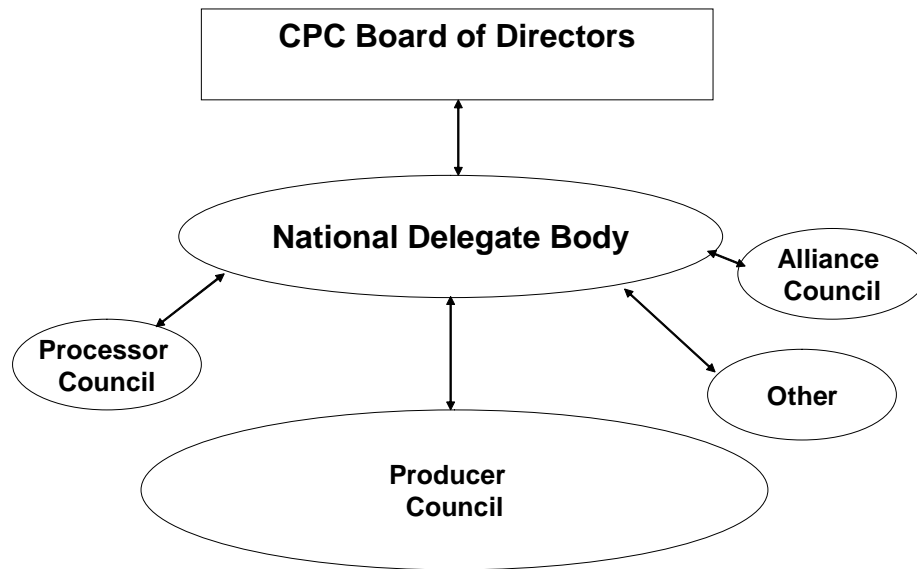 CPC Board of Directors
National Delegate Body
Alliance
Council
Processor
Council
Other
Producer
Council